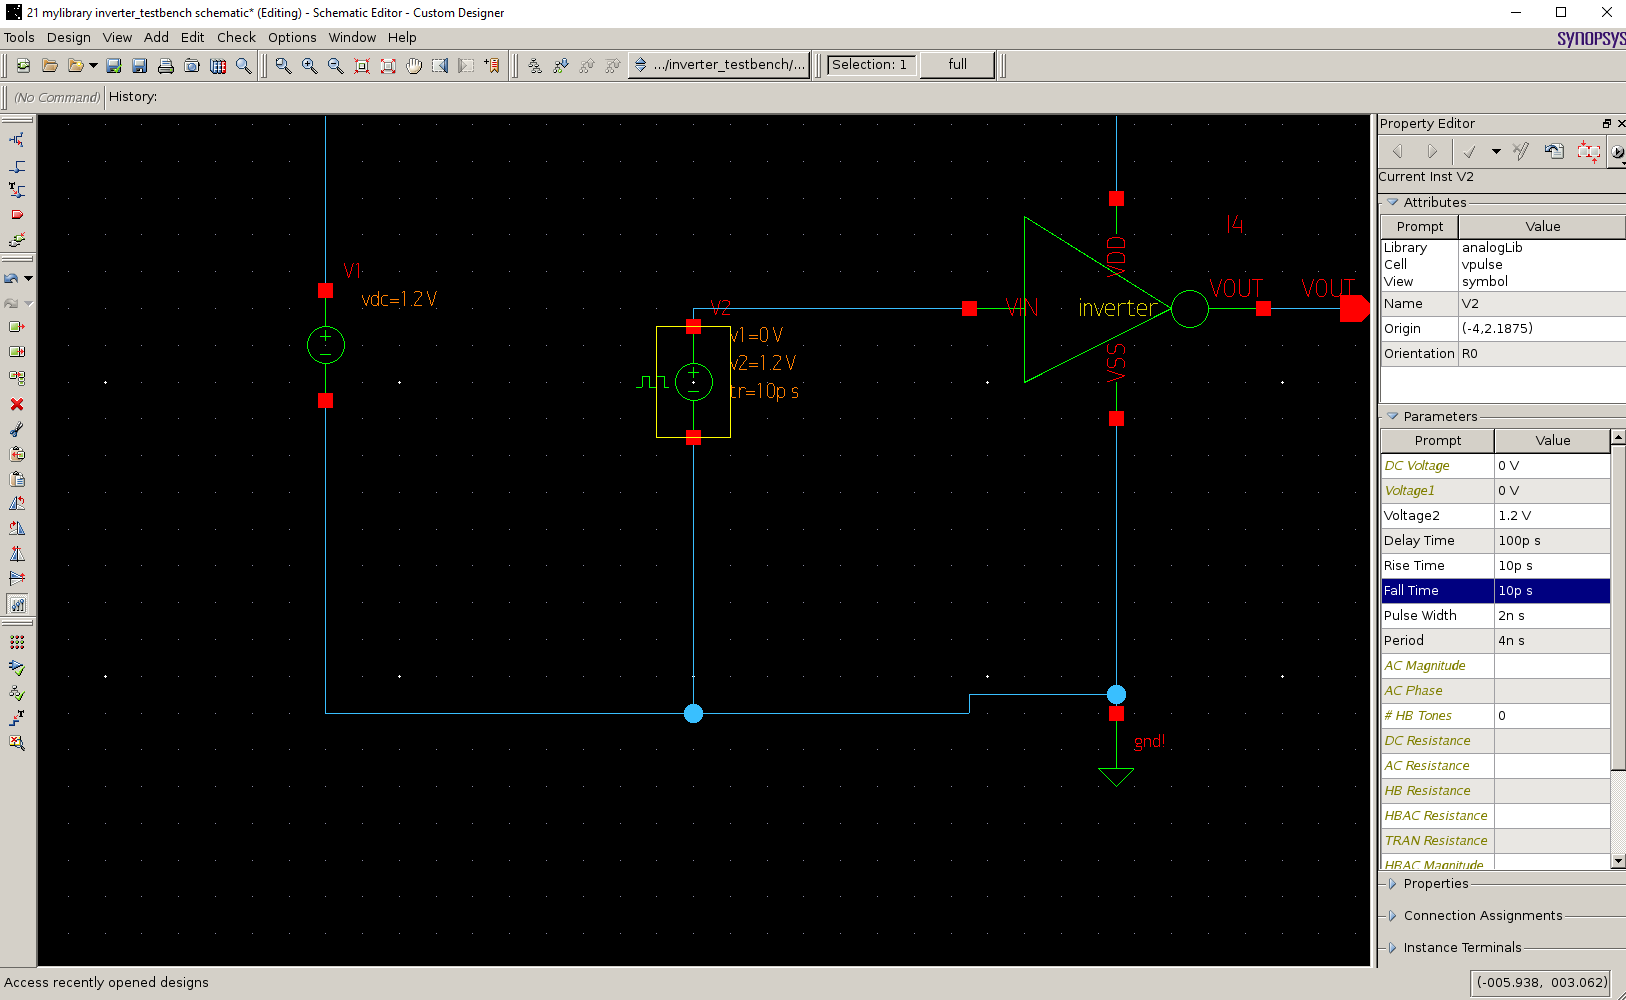 21 mylibrary inverter_testbench schematic* (Editing) - Schematic Editor - Custom Designer
Tools Design View Add Edit Check Options Window Help
SYNOPSYS
.../inverter_testbench/... Selection: 1 full
(No Command) History:
V1
vdc=1.2 V
V2
v1=0 V
v2=1.2 V
tr=10p s
VDD
I4
VIN
inverter
VOUT
VOUT
VSS
gnd!
Property Editor
Current Inst V2
Attributes
Prompt Value
Library analogLib
Cell vpulse
View symbol
Name V2
Origin (-4,2.1875)
Orientation R0
Parameters
Prompt Value
DC Voltage 0 V
Voltage1 0 V
Voltage2 1.2 V
Delay Time 100p s
Rise Time 10p s
Fall Time 10p s
Pulse Width 2n s
Period 4n s
AC Magnitude
AC Phase
# HB Tones 0
DC Resistance
AC Resistance
HB Resistance
HBAC Resistance
TRAN Resistance
HBAC Magnitude
Properties
Connection Assignments
Instance Terminals
Access recently opened designs
(-005.938, 003.062)